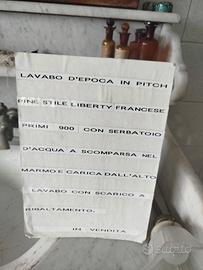 LAVABO D'EPOCA IN PITCH
PINE STILE LIBERTY FRANCESE
PRIMI 900 CON SERBATOIO
D'ACQUA A SCOMPARSA NEL
MARMO E CARICA DALL'ALTO
LAVABO CON SCARICO A
RIBALTAMENTO.
IN VENDITA
subito